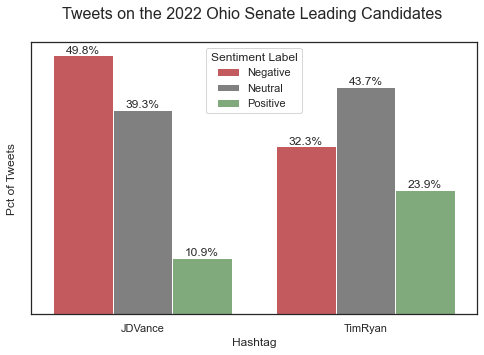 Tweets on the 2022 Ohio Senate Leading Candidates
49.8%
Sentiment Label
Negative
Neutral
Positive
43.7%
39.3%
32.3%
23.9%
10.9%
Pct of Tweets
JDVance
TimRyan
Hashtag